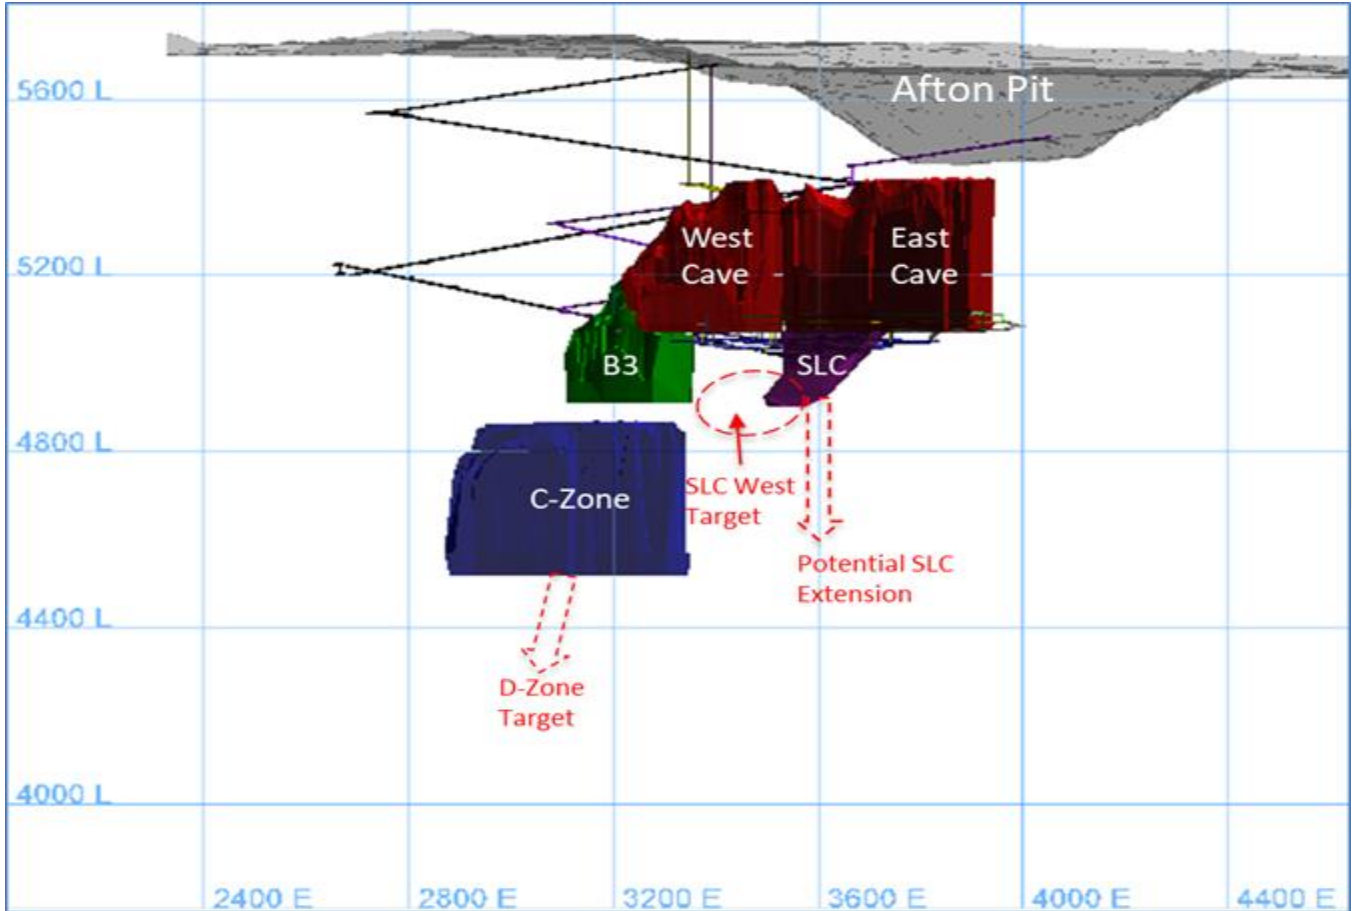 5600 L
Afton Pit
5200 L
West
Cave
East
Cave
B3
SLC
4800 L
C-Zone
SLC West
Target
Potential SLC
Extension
4400 L
D-Zone
Target
4000 L
2400 E
2800 E
3200 E
3600 E
4000 E
4400 E